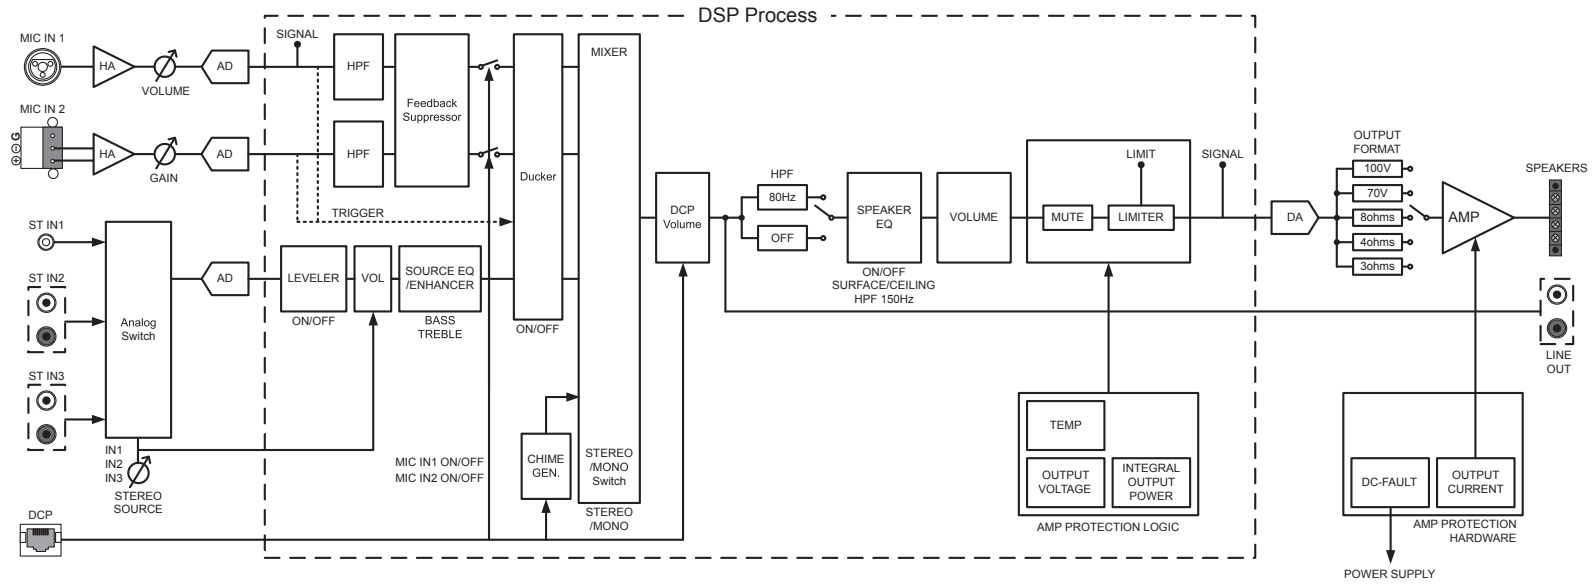 DSP Process
MIC IN 1
HA
VOLUME
AD
SIGNAL
HPF
Feedback
Suppressor
MIC IN 2
G
HA
GAIN
AD
HPF
TRIGGER
Ducker
ON/OFF
MIXER
STEREO
/MONO
Switch
STEREO
/MONO
ST IN1
ST IN2
ST IN3
Analog
Switch
IN1
IN2
IN3
STEREO
SOURCE
AD
LEVELER
ON/OFF
VOL
SOURCE EQ
/ENHANCER
BASS
TREBLE
MIC IN1 ON/OFF
MIC IN2 ON/OFF
CHIME
GEN.
DCP
DCP
Volume
HPF
80Hz
OFF
SPEAKER
EQ
ON/OFF
SURFACE/CEILING
HPF 150Hz
VOLUME
MUTE
LIMIT
LIMITER
SIGNAL
TEMP
OUTPUT
VOLTAGE
INTEGRAL
OUTPUT
POWER
AMP PROTECTION LOGIC
DA
OUTPUT
FORMAT
100V
70V
8ohms
4ohms
3ohms
AMP
SPEAKERS
LINE
OUT
DC-FAULT
OUTPUT
CURRENT
AMP PROTECTION
HARDWARE
POWER SUPPLY